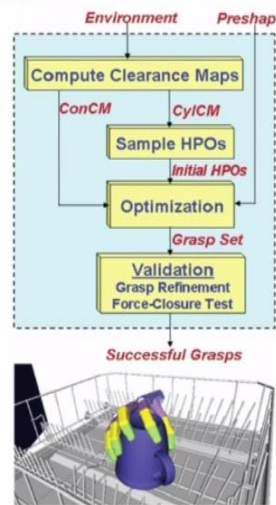 Environment Preshap
Compute Clearance Maps
ConCM CylCM
Sample HPOs
Initial HPOs
Optimization
Grasp Set
Validation
Grasp Refinement
Force-Closure Test
Successful Grasps